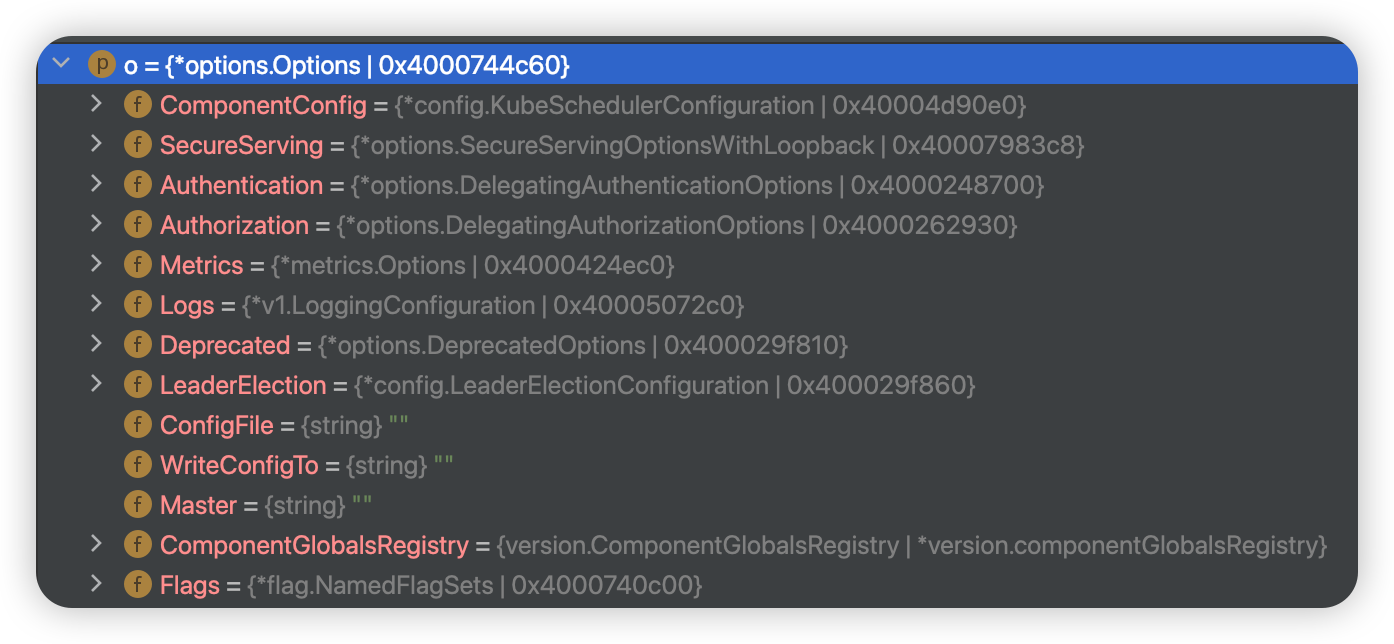 p o = {*options.Options | 0x4000744c60}
f ComponentConfig = {*config.KubeSchedulerConfiguration | 0x40004d90e0}
f SecureServing = {*options.SecureServingOptionsWithLoopback | 0x40007983c8}
f Authentication = {*options.DelegatingAuthenticationOptions | 0x4000248700}
f Authorization = {*options.DelegatingAuthorizationOptions | 0x4000262930}
f Metrics = {*metrics.Options | 0x4000424ec0}
f Logs = {*v1.LoggingConfiguration | 0x40005072c0}
f Deprecated = {*options.DeprecatedOptions | 0x400029f810}
f LeaderElection = {*config.LeaderElectionConfiguration | 0x400029f860}
f ConfigFile = {string} ""
f WriteConfigTo = {string} ""
f Master = {string} ""
f ComponentGlobalsRegistry = {version.ComponentGlobalsRegistry | *version.componentGlobalsRegistry}
f Flags = {*flag.NamedFlagSets | 0x4000740c00}